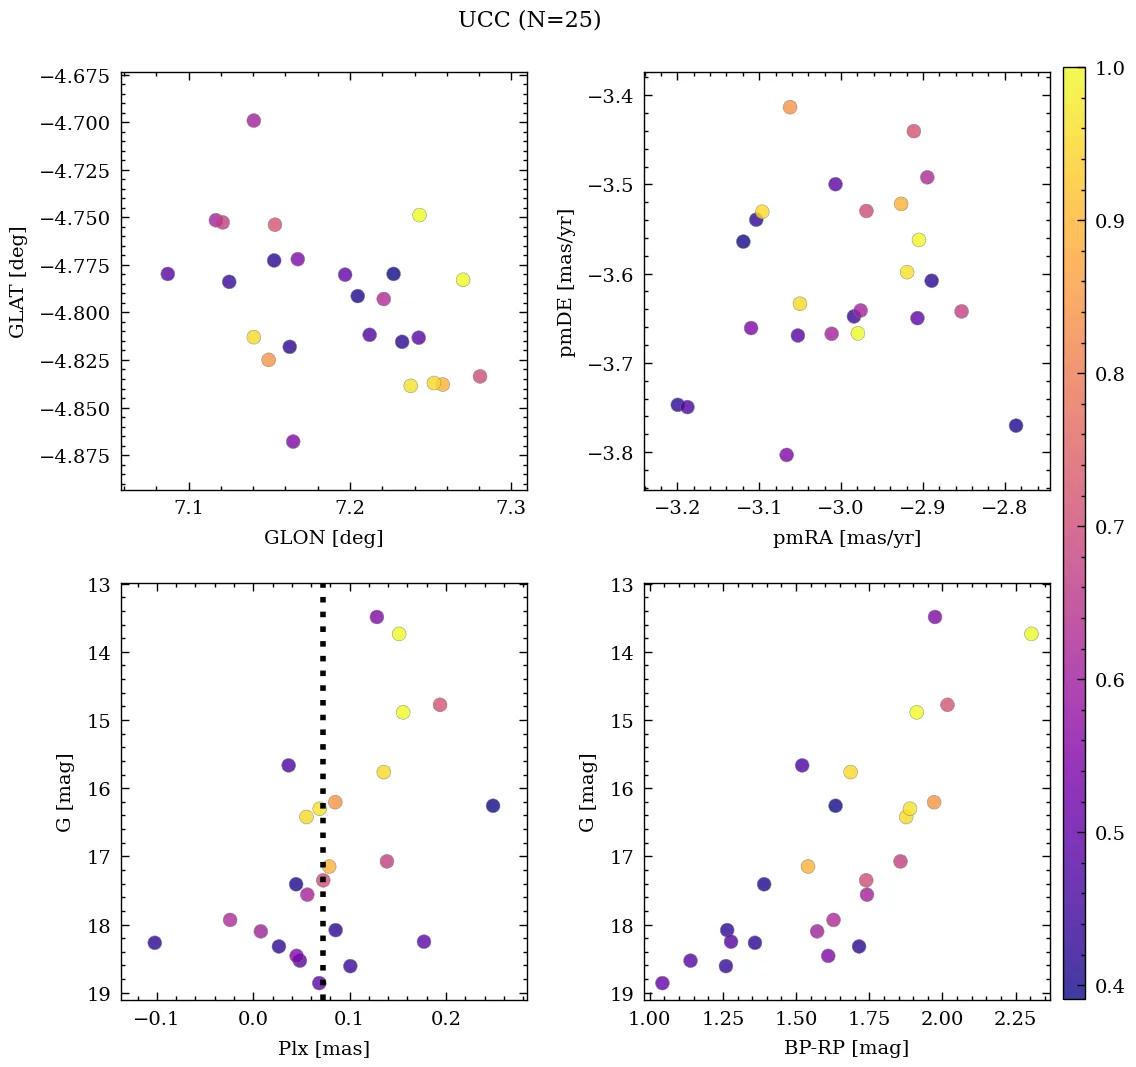 UCC (N=25)
−4.675
−4.700
−4.725
−4.750
−4.775
−4.800
−4.825
−4.850
−4.875
GLAT [deg]
7.1 7.2 7.3
GLON [deg]
−3.4
−3.5
−3.6
−3.7
−3.8
pmDE [mas/yr]
−3.2 −3.1 −3.0 −2.9 −2.8
pmRA [mas/yr]
13
14
15
16
17
18
19
G [mag]
−0.1 0.0 0.1 0.2
Plx [mas]
13
14
15
16
17
18
19
G [mag]
1.00 1.25 1.50 1.75 2.00 2.25
BP-RP [mag]
1.0
0.9
0.8
0.7
0.6
0.5
0.4